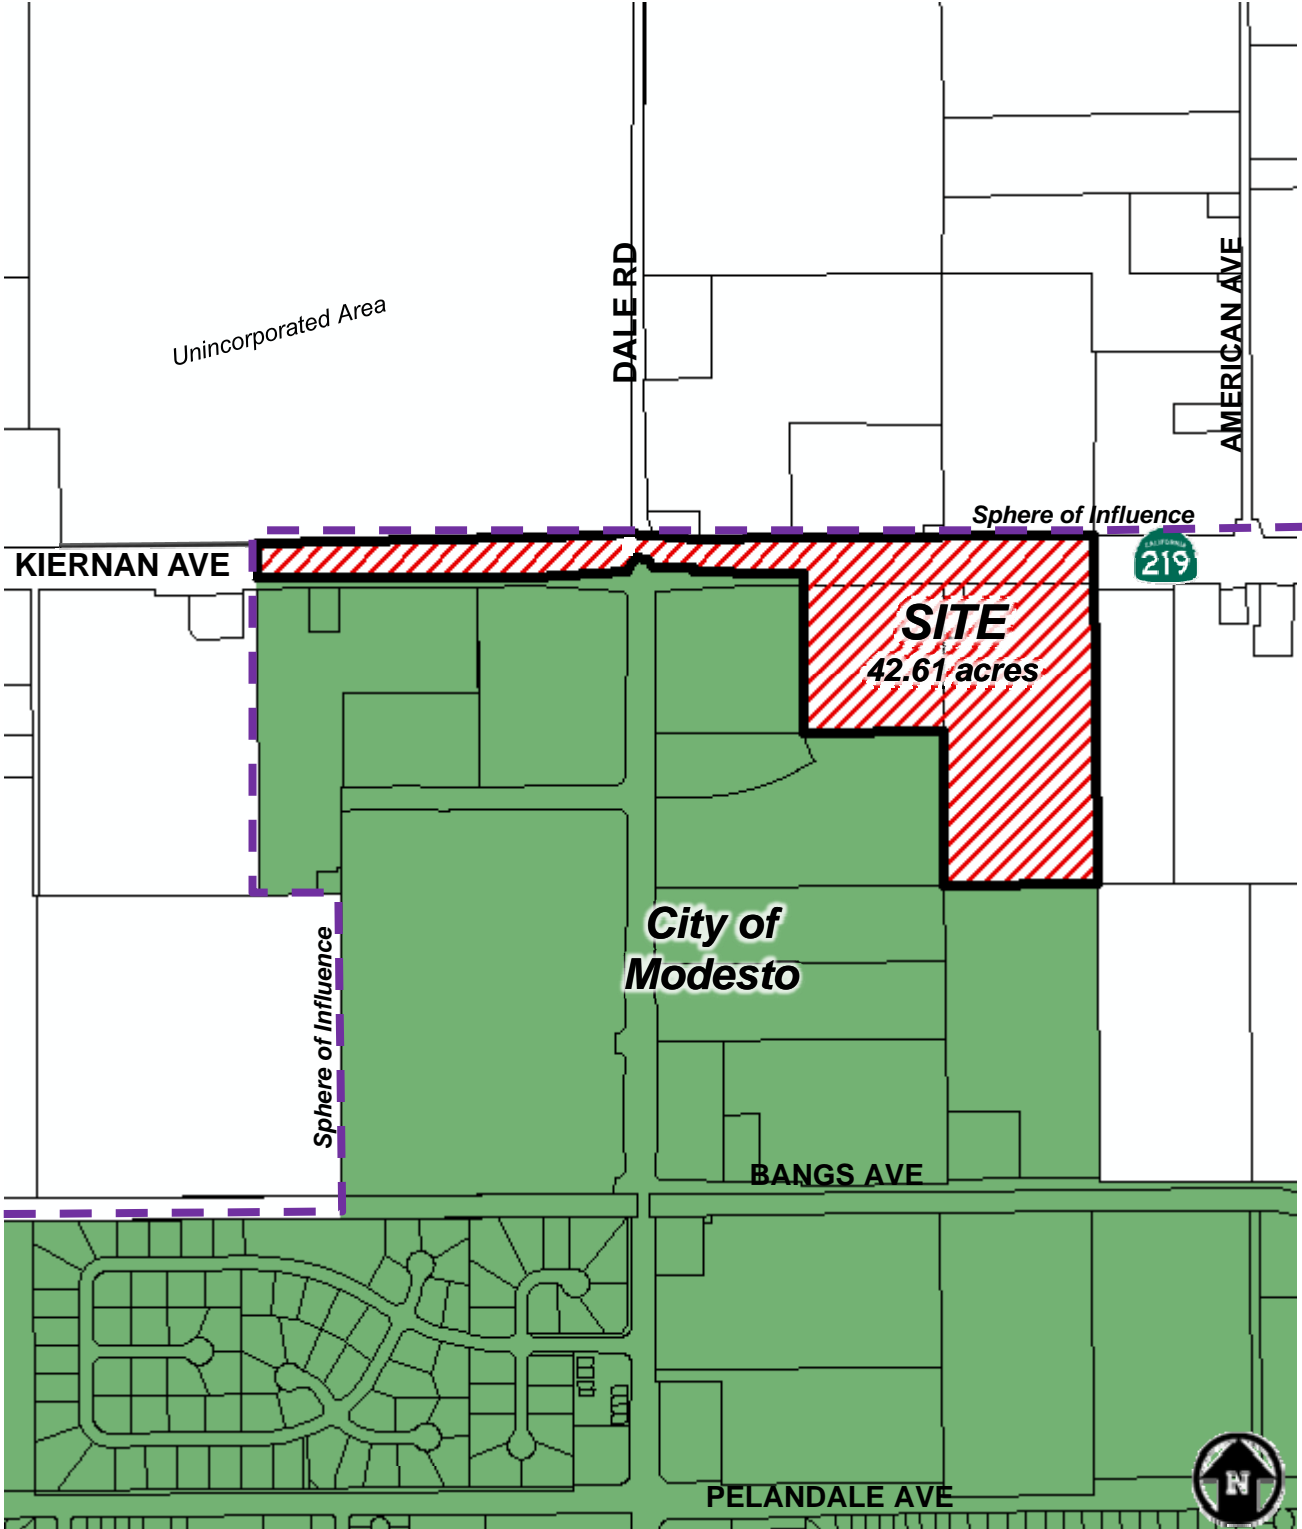 DALE RD
AMERICAN AVE
Unincorporated Area
Sphere of Influence
KIERNAN AVE
CALIFORNIA
219
SITE
42.61 acres
City of
Modesto
Sphere of Influence
BANGS AVE
PELANDALE AVE
N